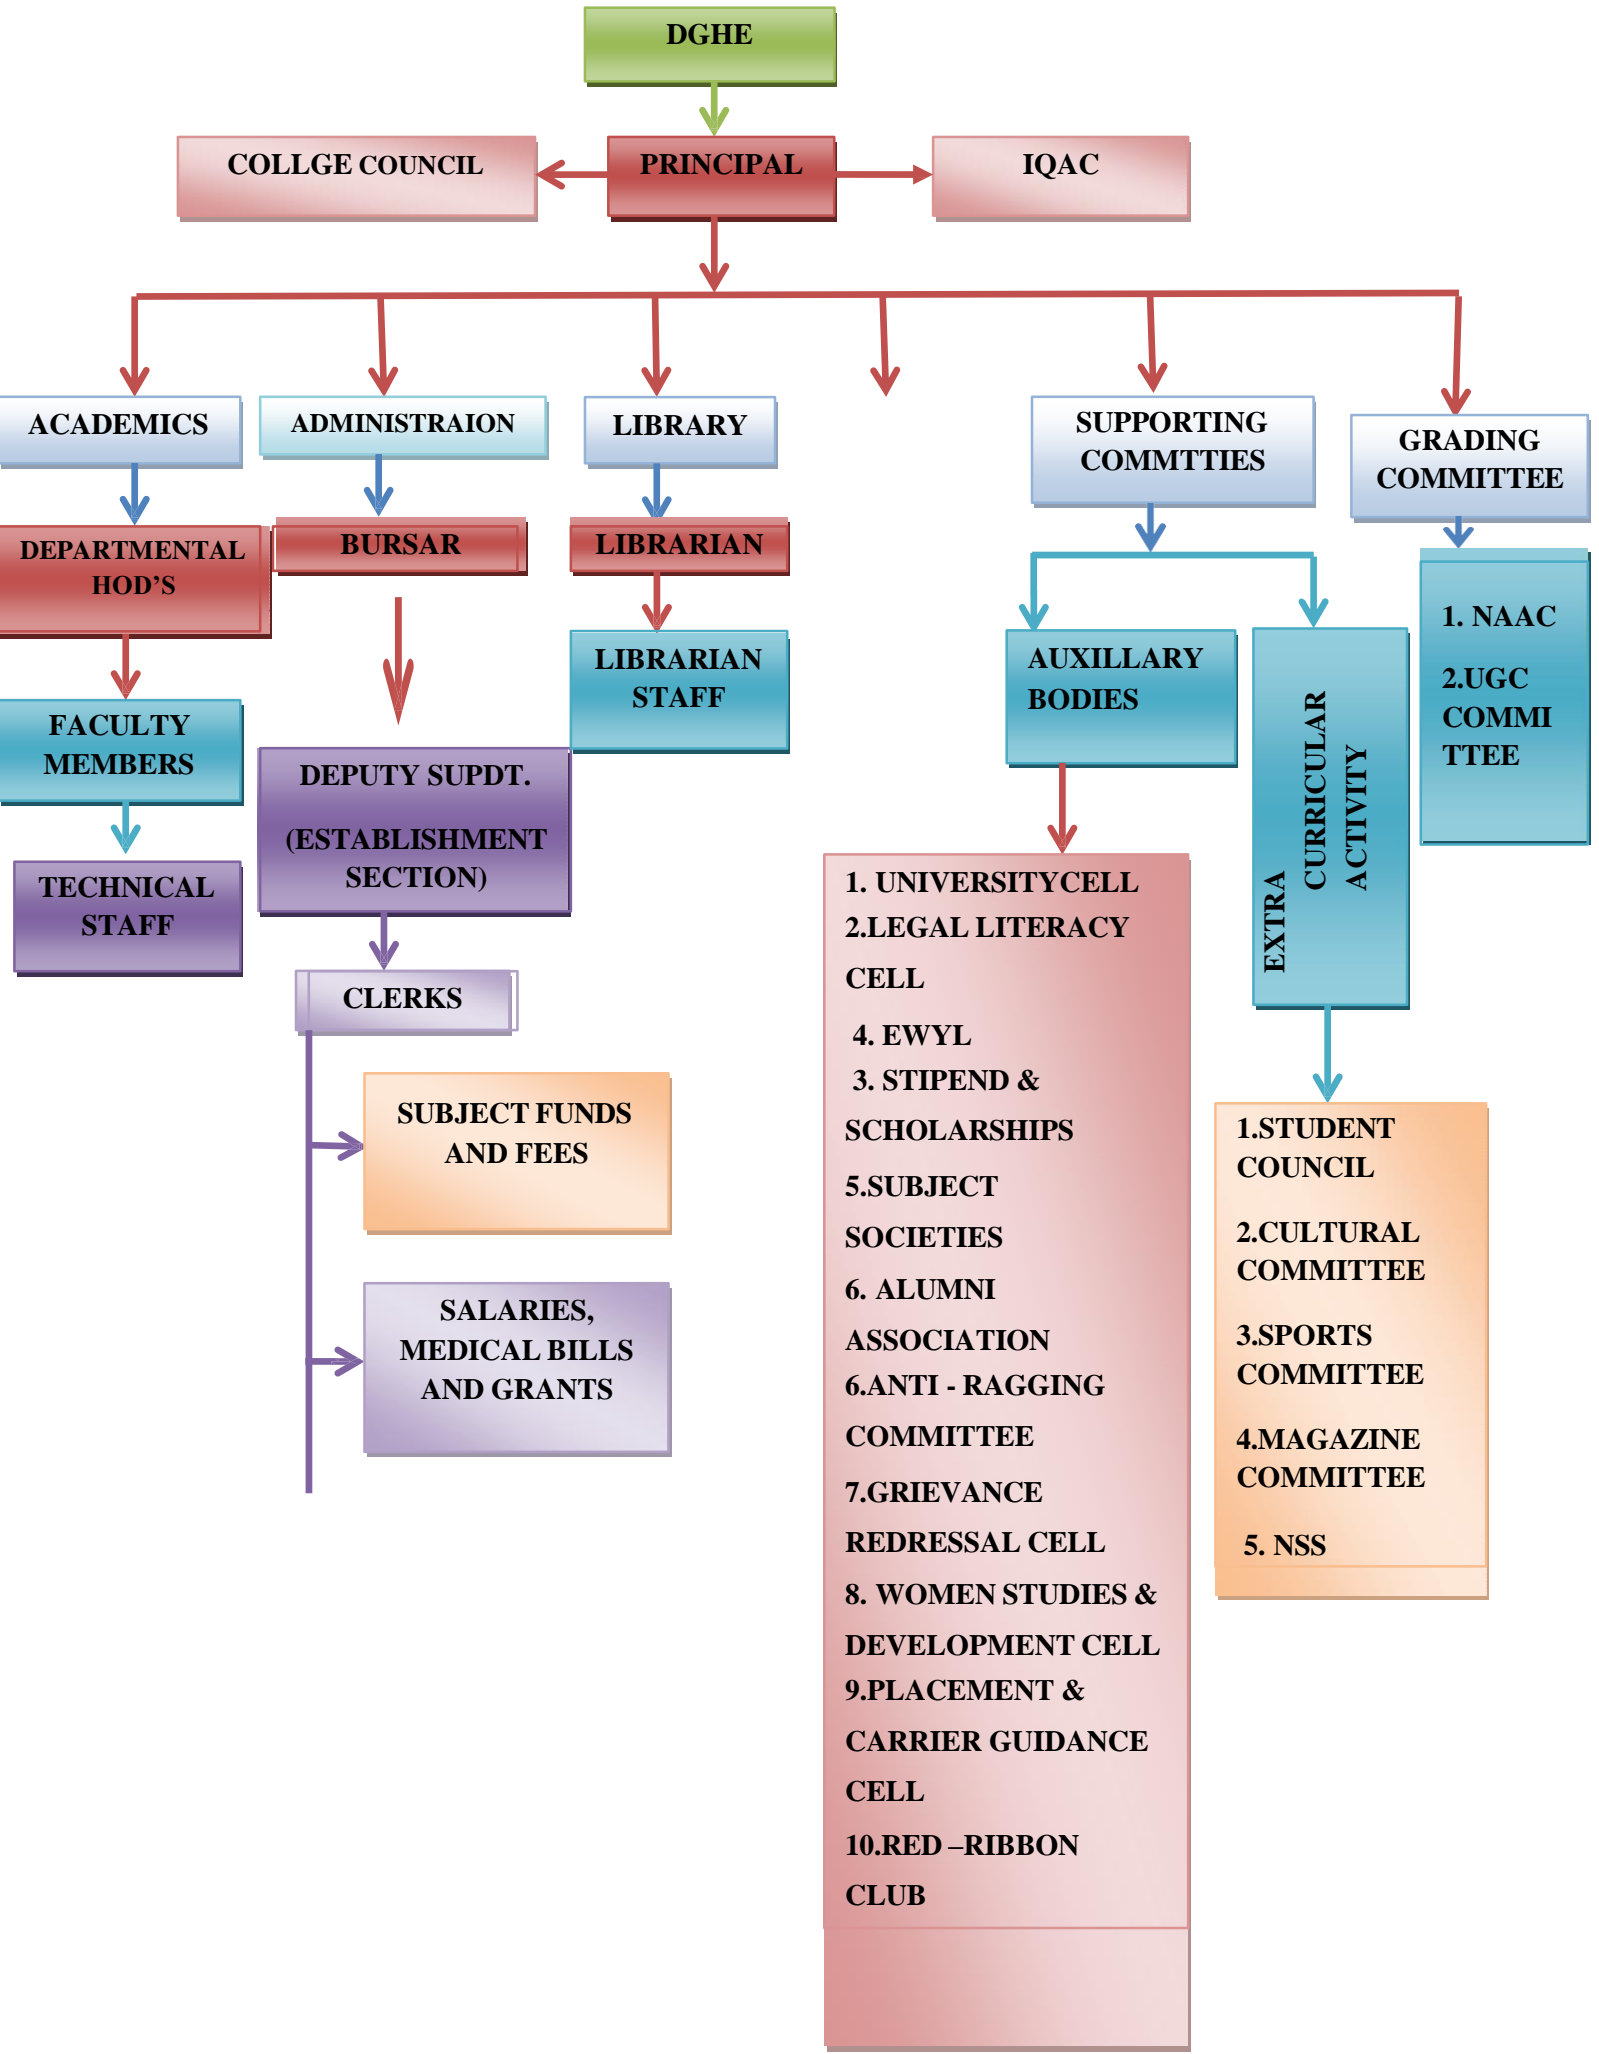 DGHE
COLLGE COUNCIL
PRINCIPAL
IQAC
ACADEMICS
ADMINISTRAION
LIBRARY
SUPPORTING
COMMTTIES
GRADING
COMMITTEE
DEPARTMENTAL
HOD’S
BURSAR
LIBRARIAN
FACULTY
MEMBERS
TECHNICAL
STAFF
DEPUTY SUPDT.
(ESTABLISHMENT
SECTION)
CLERKS
SUBJECT FUNDS
AND FEES
SALARIES,
MEDICAL BILLS
AND GRANTS
LIBRARIAN
STAFF
AUXILLARY
BODIES
1. UNIVERSITYCELL
2.LEGAL LITERACY
CELL
4. EWYL
3. STIPEND &
SCHOLARSHIPS
5.SUBJECT
SOCIETIES
6. ALUMNI
ASSOCIATION
6.ANTI - RAGGING
COMMITTEE
7.GRIEVANCE
REDRESSAL CELL
8. WOMEN STUDIES &
DEVELOPMENT CELL
9.PLACEMENT &
CARRIER GUIDANCE
CELL
10.RED –RIBBON
CLUB
EXTRA
CURRICULAR
ACTIVITY
1.STUDENT
COUNCIL
2.CULTURAL
COMMITTEE
3.SPORTS
COMMITTEE
4.MAGAZINE
COMMITTEE
5. NSS
1. NAAC
2.UGC
COMMI
TTEE